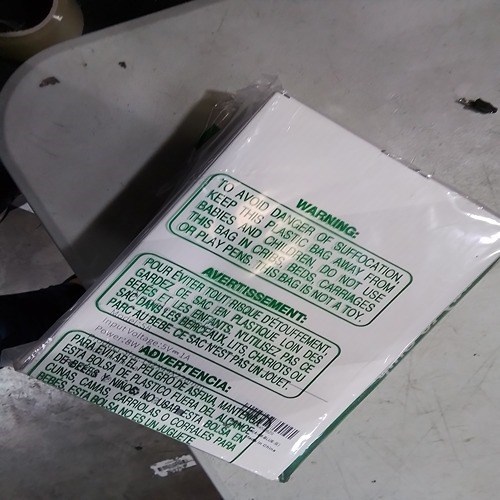 WARNING:
TO AVOID DANGER OF SUFFOCATION
KEEP THIS PLASTIC BAG AWAY FROM
BABIES AND CHILDREN. DO NOT USE
THIS BAG IN CRIBS, BEDS, CARRIAGES
OR PLAY PENS. THIS BAG IS NOT A TOY.
AVERTISSEMENT:
POUR ÉVITER TOUT RISQUE D'ÉTOUFFEMENT,
GARDEZ CE SAC EN PLASTIQUE LOIN DES
BÉBÉS ET DES ENFANTS. N'UTILISEZ PAS CE
SAC DANS LES BERCEAUX, LITS, CHARIOTS OU
PARC AU BÉBÉ. CE SAC N'EST PAS UN JOUET.
Input Voltage:5V 1A
Power:8W
ADVERTENCIA:
PARA EVITAR EL PELIGRO DE ASFIXIA, MANTENGA
ESTA BOLSA DE PLASTICO FUERA DEL ALCANCE
DE BEBES Y NIÑOS. NO USAR ESTA BOLSA EN
CUNAS, CAMAS, CARRIOLAS O CORRALES PARA
BEBES. ESTA BOLSA NO ES UN JUGUETE